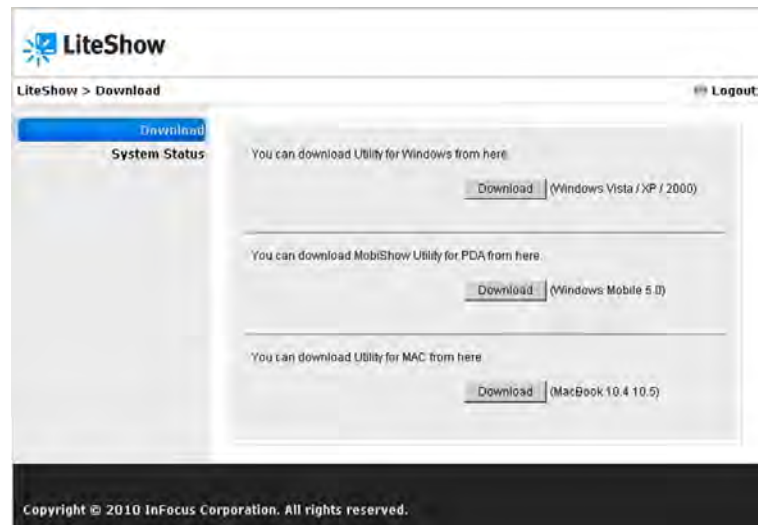 LiteShow
LiteShow > Download
Logout
Download
System Status
You can download Utility for Windows from here.
Download (Windows Vista / XP / 2000)
You can download MobiShow Utility for PDA from here.
Download (Windows Mobile 5.0)
You can download Utility for MAC from here
Download (MacBook 10.4 10.5)
Copyright © 2010 InFocus Corporation. All rights reserved.